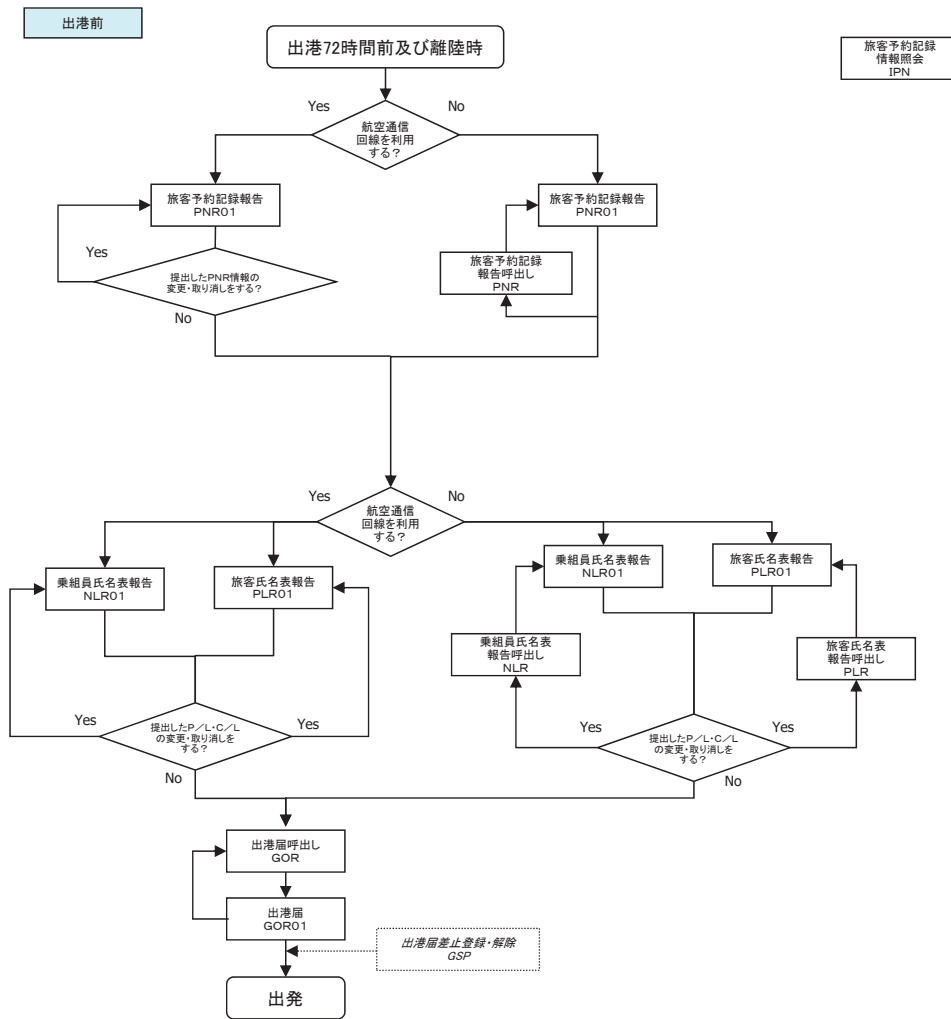 出港前
出港72時間前及び離陸時
旅客予約記録
情報照会
IPN
Yes
No
航空通信
回線を利用
する?
旅客予約記録報告
PNR01
旅客予約記録報告
PNR01
Yes
旅客予約記録
報告呼出し
PNR
提出したPNR情報の
変更・取り消しをする?
No
Yes
No
航空通信
回線を利用
する?
乗組員氏名表報告
NLR01
旅客氏名表報告
PLR01
乗組員氏名表報告
NLR01
旅客氏名表報告
PLR01
乗組員氏名表
報告呼出し
NLR
旅客氏名表
報告呼出し
PLR
Yes
提出したP/L・C/L
の変更・取り消しを
する?
Yes
Yes
提出したP/L・C/L
の変更・取り消しを
する?
Yes
No
No
出港届呼出し
GOR
出港届
GOR01
出港届差止登録・解除
GSP
出発